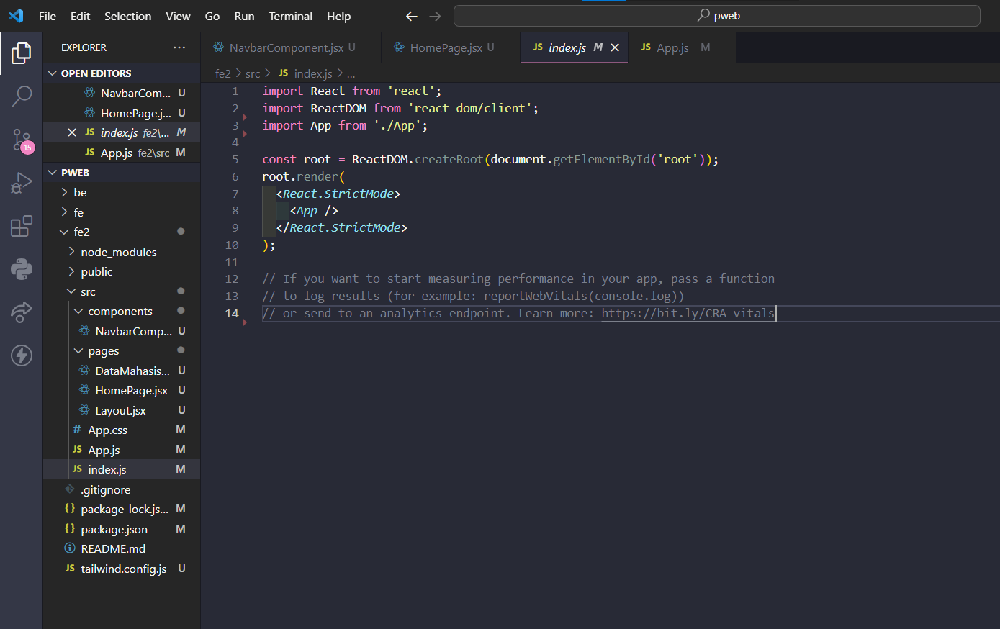 File Edit Selection View Go Run Terminal Help
pweb
EXPLORER ...
NavbarComponent.jsx U
HomePage.jsx U
JS index.js M
JS App.js M
OPEN EDITORS
NavbarCom... U
HomePage.j... U
JS index.js fe2\... M
JS App.js fe2\src M
PWEB
be
fe
fe2
node_modules
public
src
components
NavbarComp... U
pages
DataMahasis... U
HomePage.jsx U
Layout.jsx U
# App.css M
JS App.js M
JS index.js M
.gitignore
{} package-lock.js... M
{} package.json M
README.md
JS tailwind.config.js U
15
fe2 > src > JS index.js > ...
1 import React from 'react';
2 import ReactDOM from 'react-dom/client';
3 import App from './App';
4
5 const root = ReactDOM.createRoot(document.getElementById('root'));
6 root.render(
7 <React.StrictMode>
8 <App />
9 </React.StrictMode>
10 );
11
12 // If you want to start measuring performance in your app, pass a function
13 // to log results (for example: reportWebVitals(console.log))
14 // or send to an analytics endpoint. Learn more: https://bit.ly/CRA-vitals